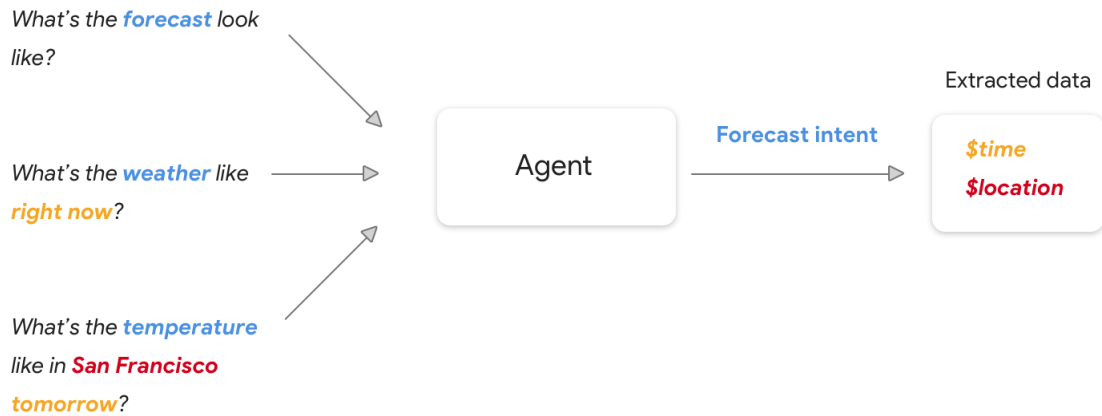 What's the forecast look
like?
What's the weather like
right now?
What's the temperature
like in San Francisco
tomorrow?
Agent
Forecast intent
Extracted data
$time
$location